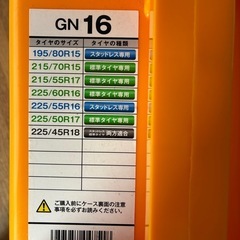 GN 16
タイヤのサイズ タイヤの種類
195/80R15 スタッドレス専用
215/70R15 標準タイヤ専用
215/55R17 標準タイヤ専用
225/60R16 標準タイヤ専用
225/55R16 スタッドレス専用
225/50R17 標準タイヤ専用
225/45R18 両方適合
ご購入前にケース裏面の注意
事項を必ずお読みください。